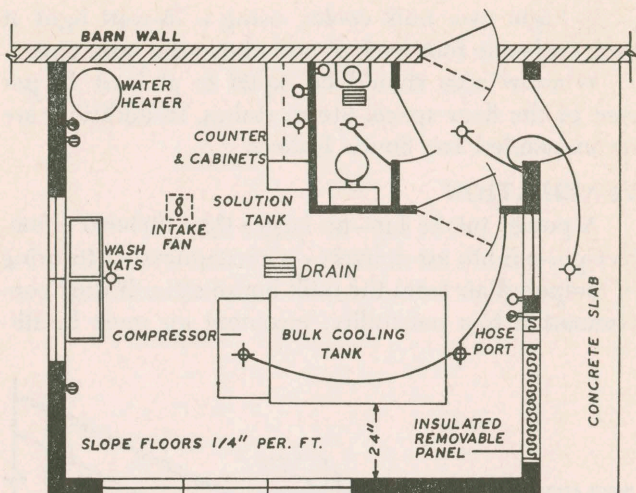 BARN WALL
WATER
HEATER
COUNTER
& CABINETS
SOLUTION
TANK
INTAKE
FAN
WASH
VATS
DRAIN
COMPRESSOR
BULK COOLING
TANK
HOSE
PORT
CONCRETE SLAB
SLOPE FLOORS 1/4" PER. FT.
24"
INSULATED
REMOVABLE
PANEL